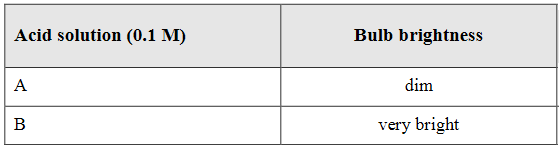 Acid solution (0.1 M) Bulb brightness
A dim
B very bright